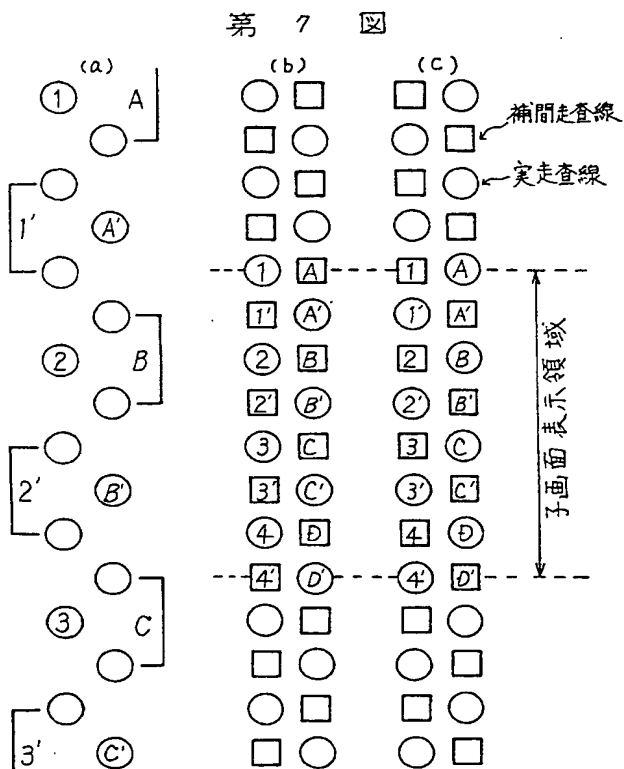 第 7 図
(a) (b) (c)
1 A
補間走査線
実走査線
1' A'
1 A 1 A
1' A' 1' A'
2 B 2 B 2 B
2' B' 2' B'
3 C 3 C
2' B' 3' C' 3' C'
4 D 4 D
4' D' 4' D'
3 C
3' C'
子画面表示領域